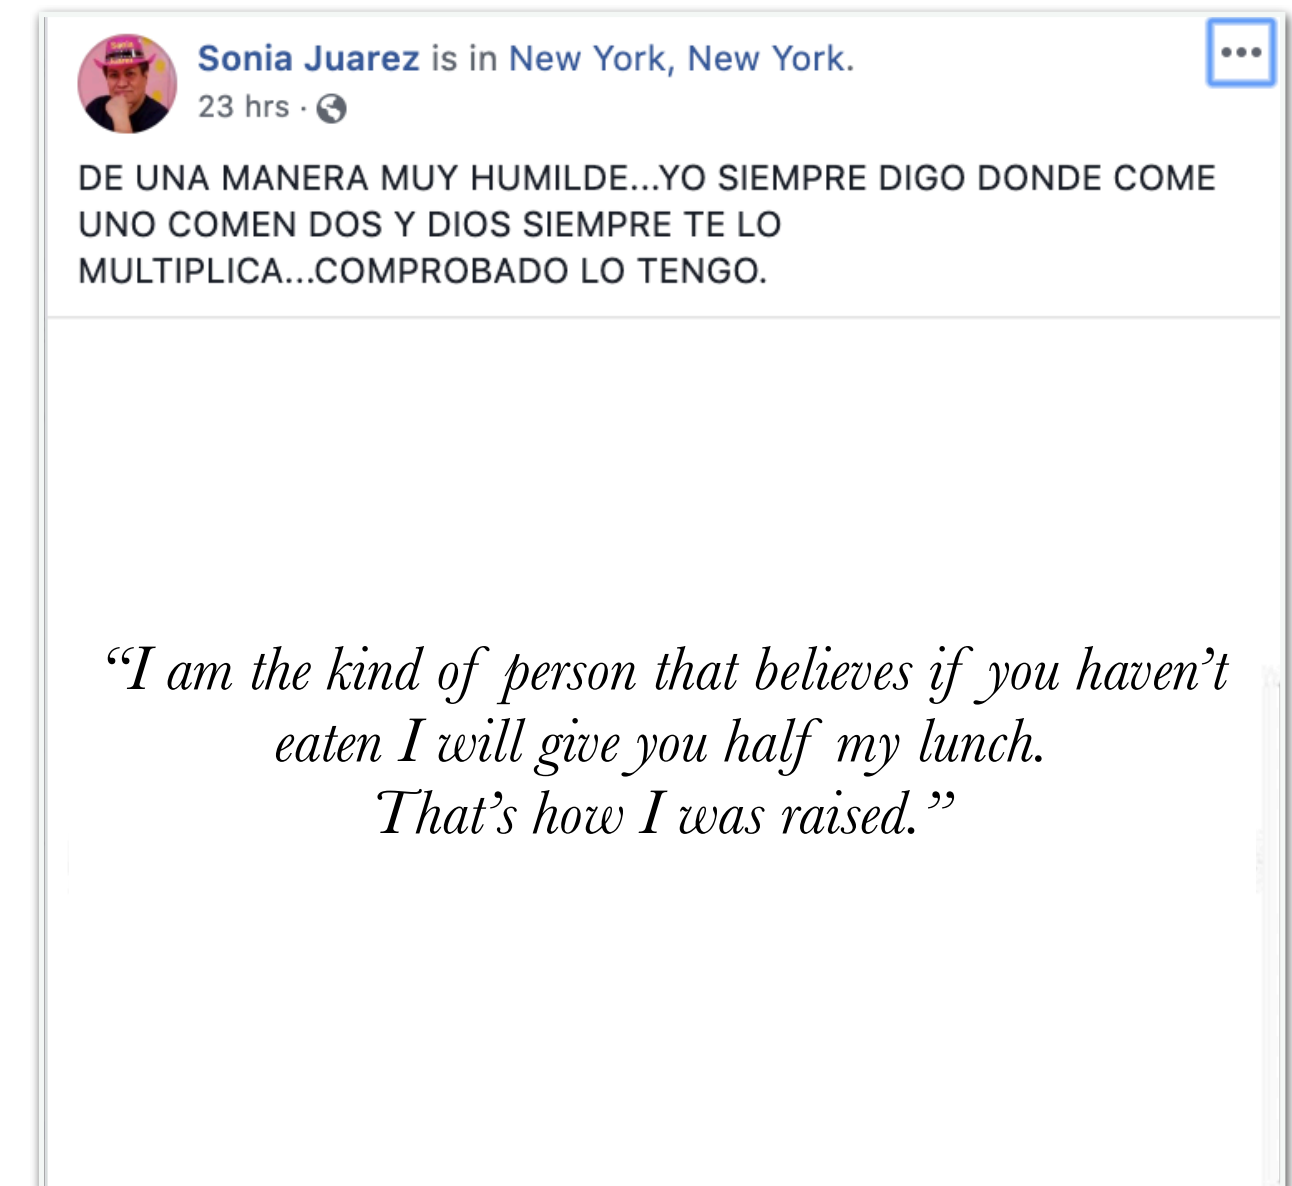 Sonia Juarez is in New York, New York.
23 hrs ·
DE UNA MANERA MUY HUMILDE...YO SIEMPRE DIGO DONDE COME
UNO COMEN DOS Y DIOS SIEMPRE TE LO
MULTIPLICA...COMPROBADO LO TENGO.
“I am the kind of person that believes if you haven’t
eaten I will give you half my lunch.
That’s how I was raised.”